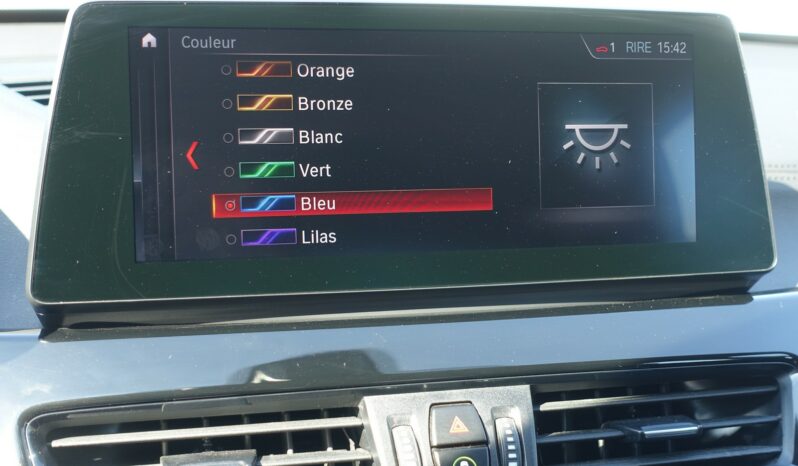 Couleur
1 RIRE 15:42
Orange
Bronze
Blanc
Vert
Bleu
Lilas